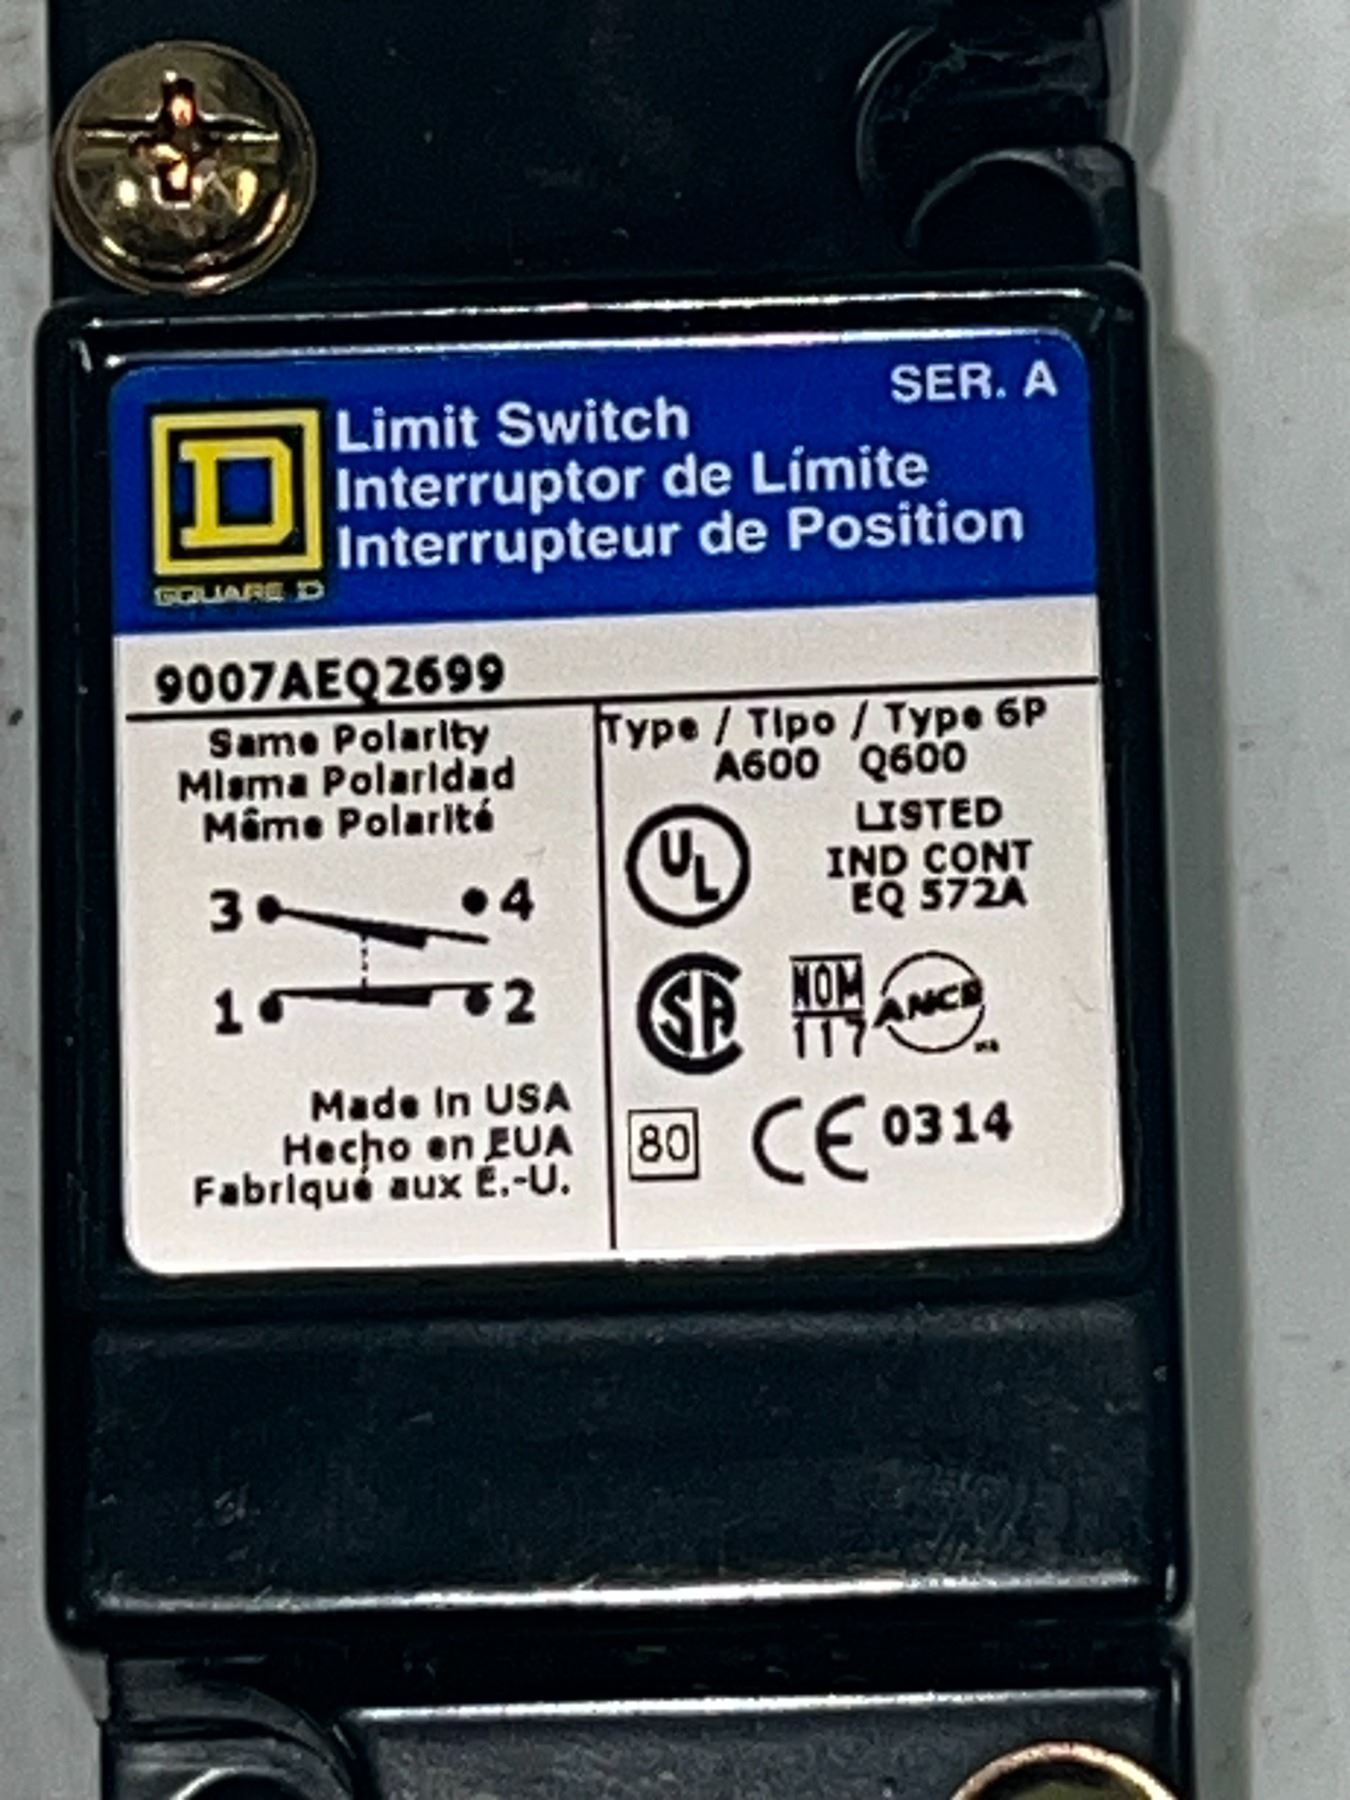 SER. A
D
SQUARE D
Limit Switch
Interruptor de Límite
Interrupteur de Position
9007AEQ2699
Same Polarity
Misma Polaridad
Même Polarité
3 4
1 2
Made in USA
Hecho en EUA
Fabriqué aux É.-U.
Type / Tipo / Type 6P
A600 Q600
UL
LISTED
IND CONT
EQ 572A
SA
NOM
117
ANCE
80
CE 0314